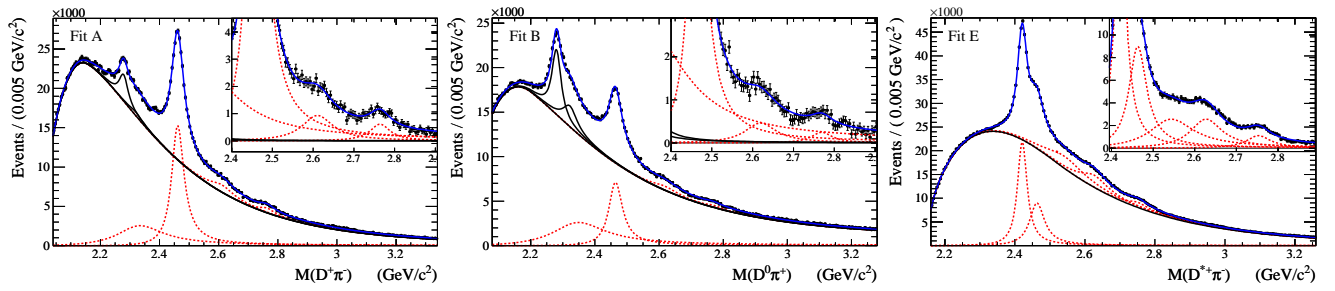 ×1000
Fit A
Events / (0.005 GeV/c²)
25
20
15
10
5
0
2.2 2.4 2.6 2.8 3 3.2
M(D⁺π⁻) (GeV/c²)
4
3
2
1
0
2.4 2.5 2.6 2.7 2.8 2.9
×1000
Fit B
Events / (0.005 GeV/c²)
25
20
15
10
5
0
2.2 2.4 2.6 2.8 3 3.2
M(D⁰π⁺) (GeV/c²)
2
1
0
2.4 2.5 2.6 2.7 2.8 2.9
×1000
Fit E
Events / ( 0.005 GeV/c²)
45
40
35
30
25
20
15
10
5
0
2.2 2.4 2.6 2.8 3 3.2
M(D*⁺π⁻) (GeV/c²)
10
8
6
4
2
0
2.4 2.5 2.6 2.7 2.8